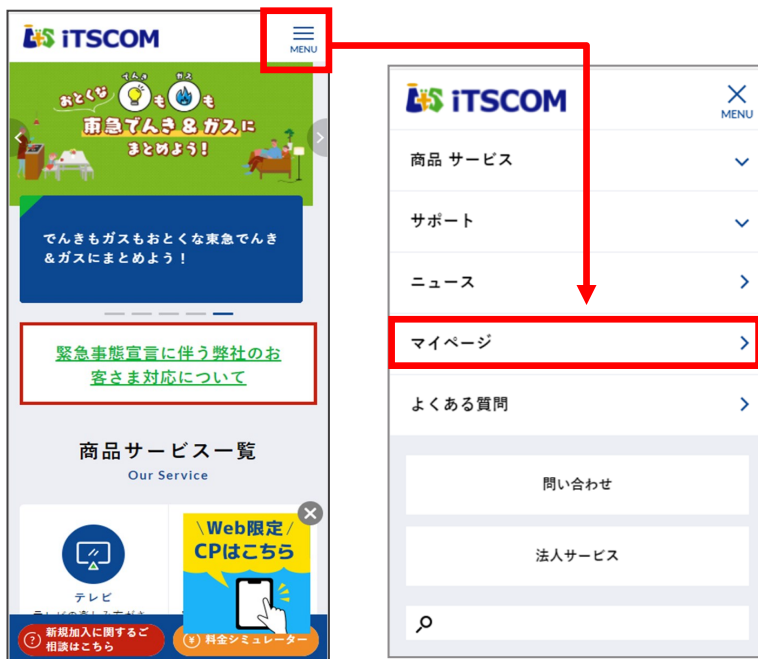 iTSCOM
MENU
でんき ガス
おとくな も も
東急でんき&ガスに
まとめよう!
でんきもガスもおとくな東急でんき
&ガスにまとめよう!
緊急事態宣言に伴う弊社のお
客さま対応について
商品サービス一覧
Our Service
テレビ
\Web限定/
CPはこちら
新規加入に関するご
相談はこちら
料金シミュレーター
iTSCOM
MENU
商品 サービス
サポート
ニュース
マイページ
よくある質問
問い合わせ
法人サービス